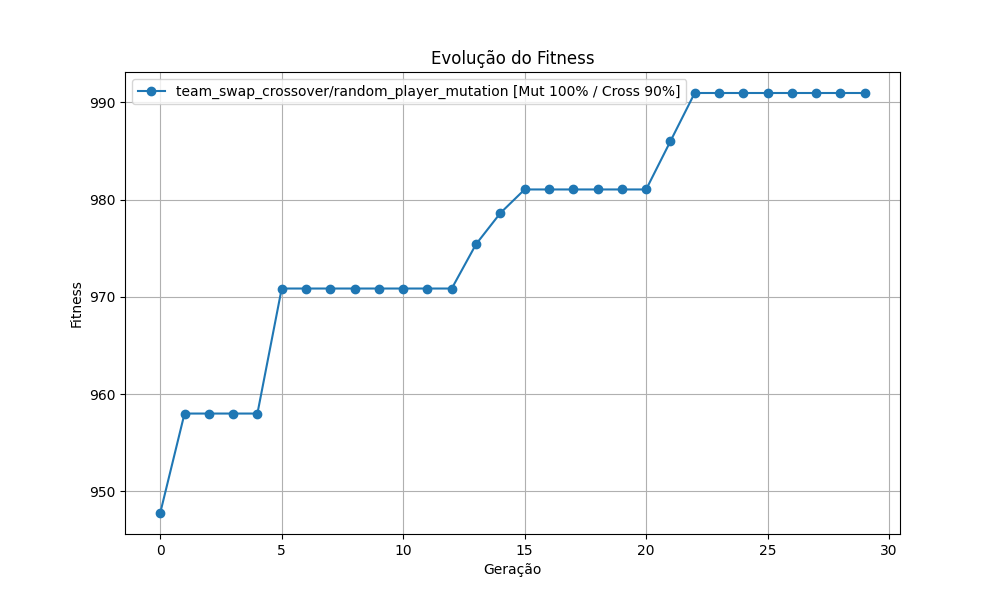 Evolução do Fitness
team_swap_crossover/random_player_mutation [Mut 100% / Cross 90%]
990
980
970
960
950
Fitness
0 5 10 15 20 25 30
Geração